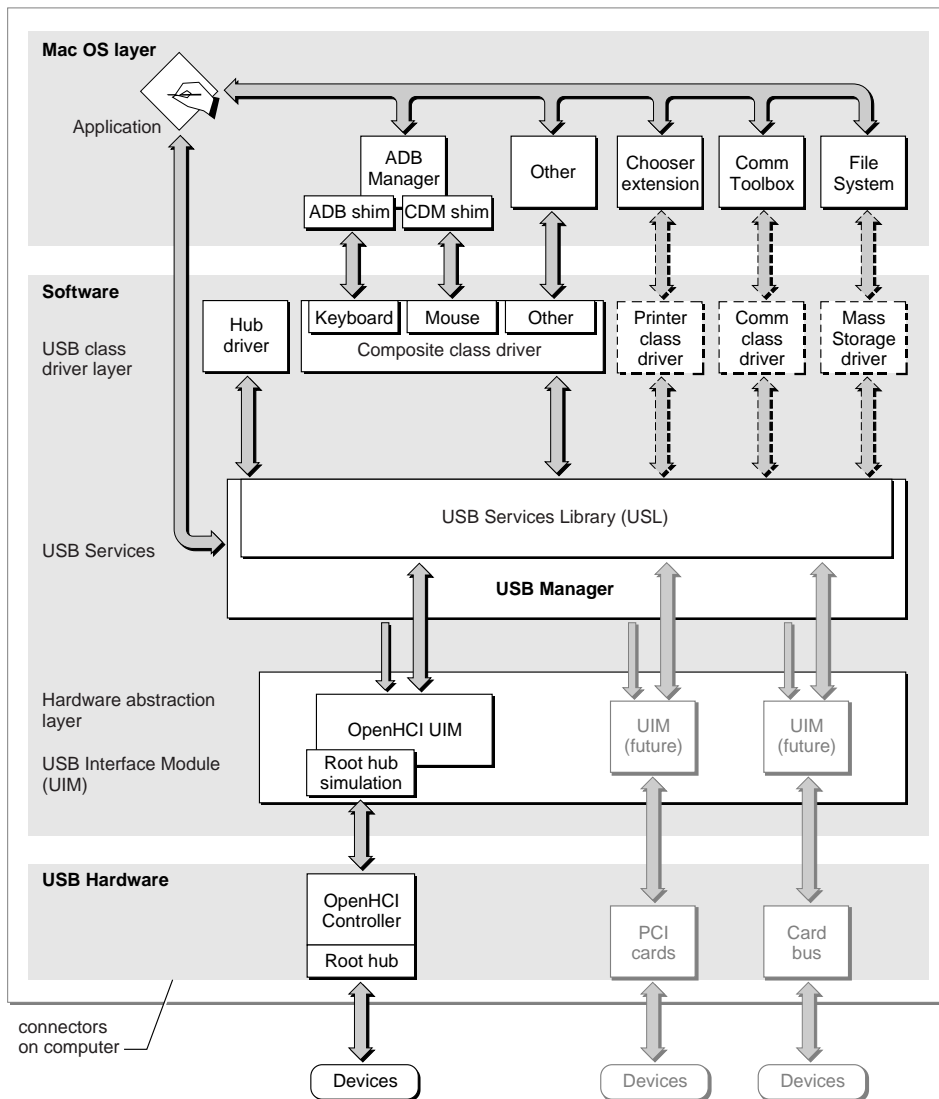 Mac OS layer
Application
ADB
Manager
ADB shim
CDM shim
Other
Chooser
extension
Comm
Toolbox
File
System
Software
USB class
driver layer
Hub
driver
Keyboard
Mouse
Other
Composite class driver
Printer
class
driver
Comm
class
driver
Mass
Storage
driver
USB Services Library (USL)
USB Services
USB Manager
Hardware abstraction
layer
USB Interface Module
(UIM)
OpenHCI UIM
Root hub
simulation
UIM
(future)
UIM
(future)
USB Hardware
OpenHCI
Controller
Root hub
PCI
cards
Card
bus
connectors
on computer
Devices
Devices
Devices